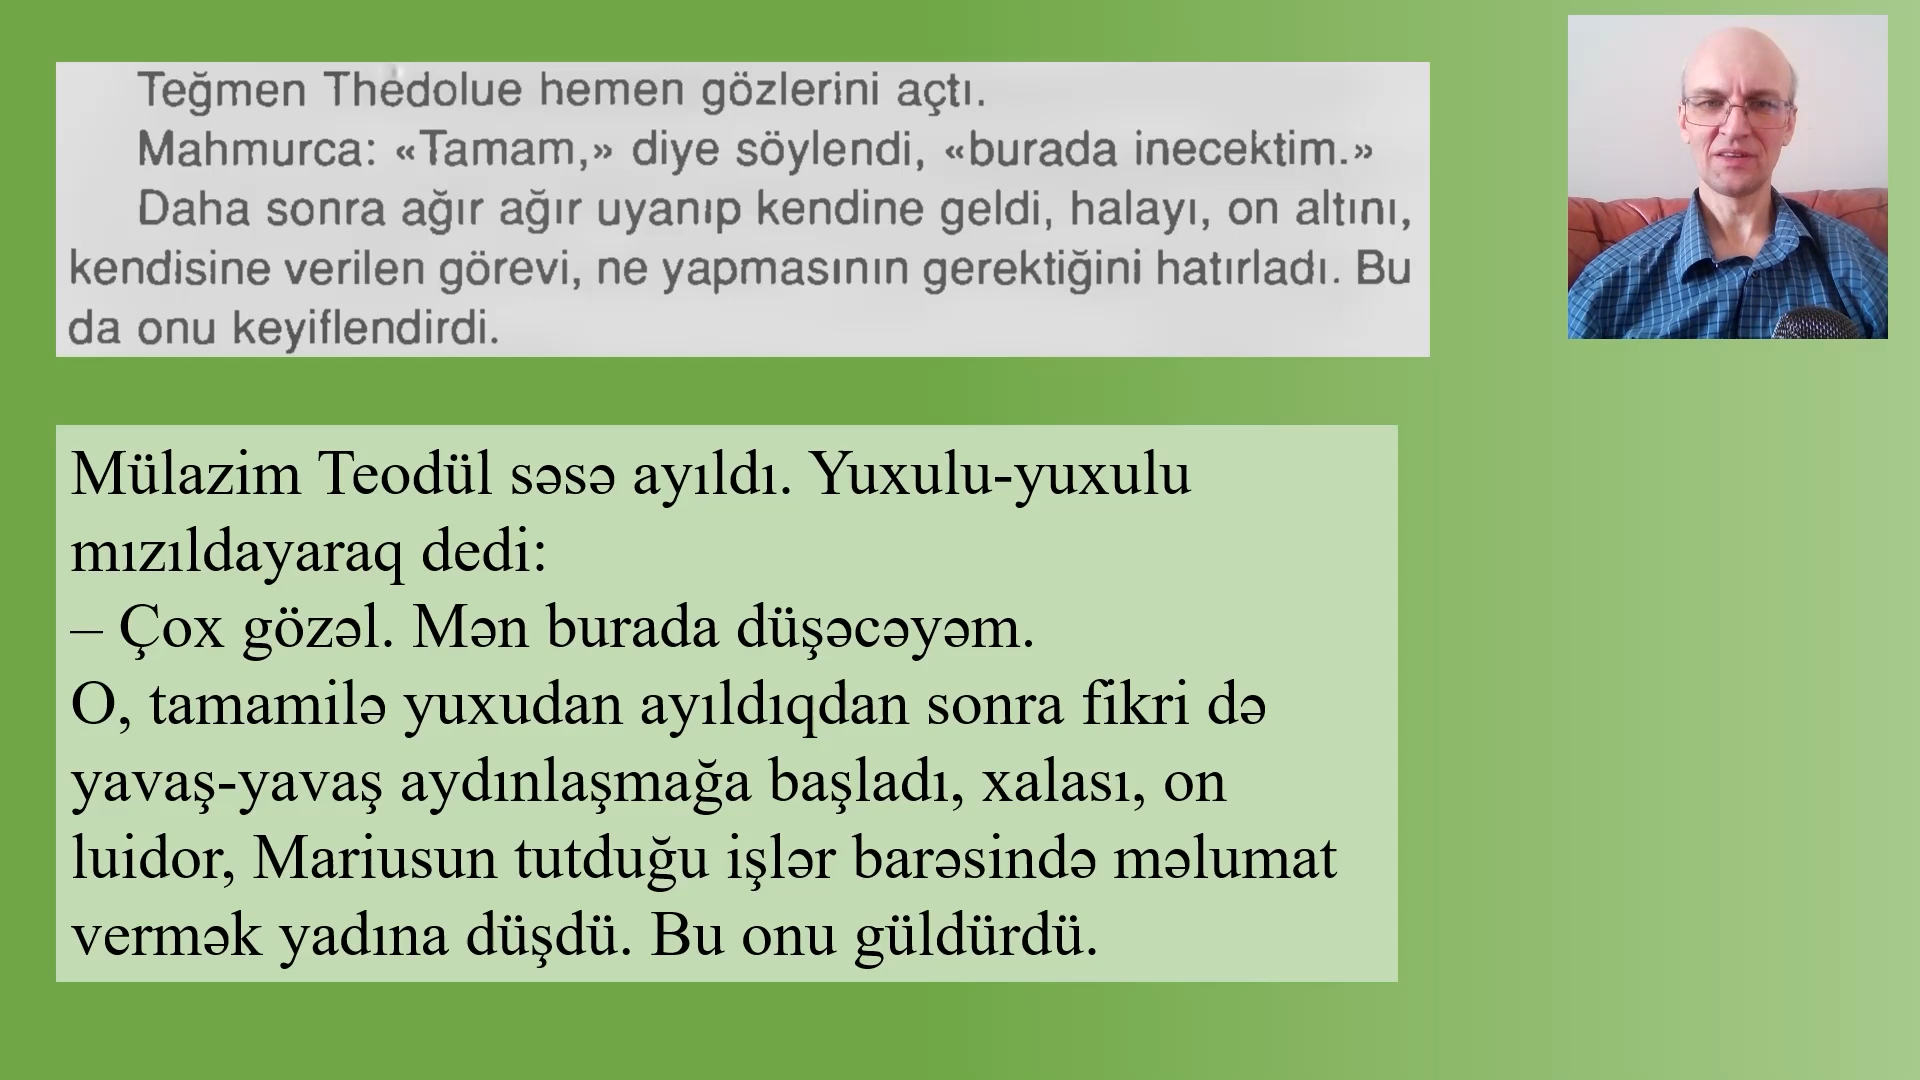 Teğmen Thedolue hemen gözlerini açtı.
Mahmurca: «Tamam,» diye söylendi, «burada inecektim.»
Daha sonra ağır ağır uyanıp kendine geldi, halayı, on altını,
kendisine verilen görevi, ne yapmasının gerektiğini hatırladı. Bu
da onu keyiflendirdi.
Mülazim Teodül səsə ayıldı. Yuxulu-yuxulu
mızıldayaraq dedi:
– Çox gözəl. Mən burada düşəcəyəm.
O, tamamilə yuxudan ayıldıqdan sonra fikri də
yavaş-yavaş aydınlaşmağa başladı, xalası, on
luidor, Mariusun tutduğu işlər barəsində məlumat
vermək yadına düşdü. Bu onu güldürdü.